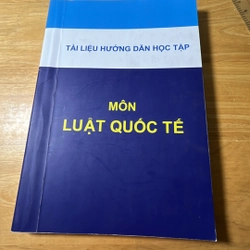 TÀI LIỆU HƯỚNG DẪN HỌC TẬP
MÔN
LUẬT QUỐC TẾ